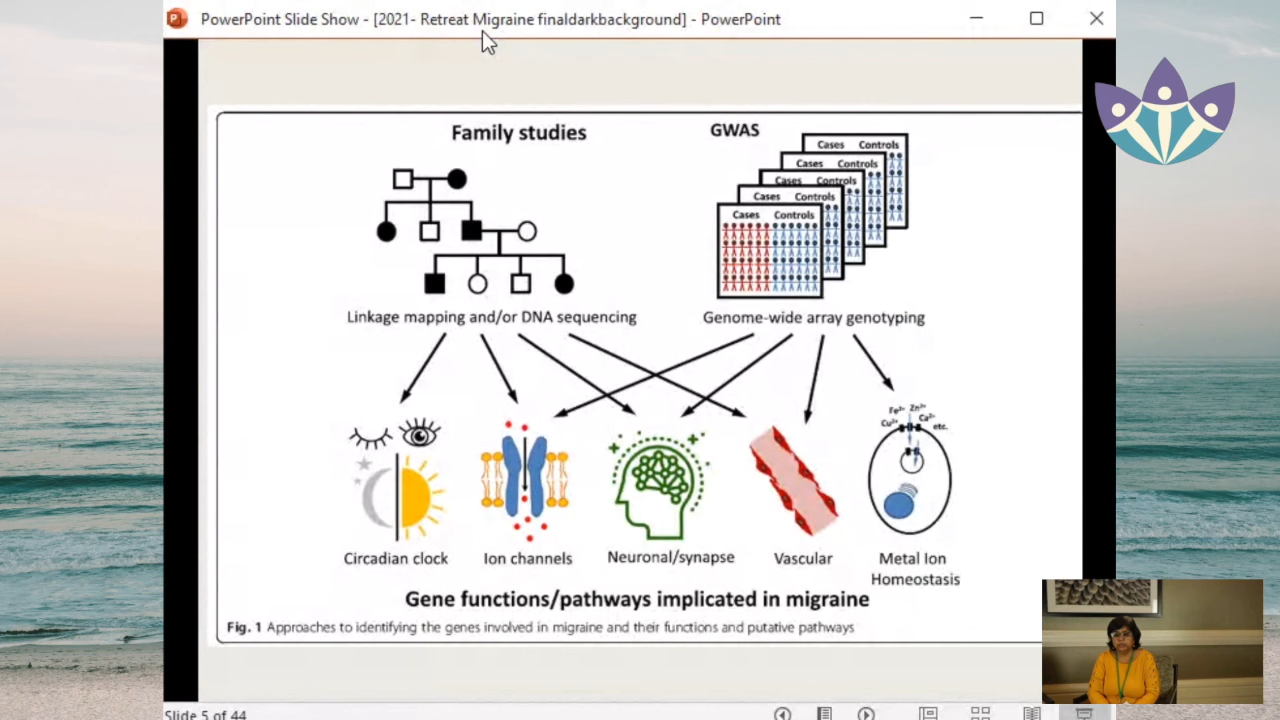 PowerPoint Slide Show - [2021- Retreat Migraine finaldarkbackground] - PowerPoint
Family studies
GWAS
Cases Controls
Cases Controls
Cases Controls
Cases Controls
Cases Controls
Linkage mapping and/or DNA sequencing
Genome-wide array genotyping
Fe²⁺ Zn²⁺
Cu²⁺ Ca²⁺
etc.
Circadian clock
Ion channels
Neuronal/synapse
Vascular
Metal Ion
Homeostasis
Gene functions/pathways implicated in migraine
Fig. 1 Approaches to identifying the genes involved in migraine and their functions and putative pathways
Slide 5 of 44